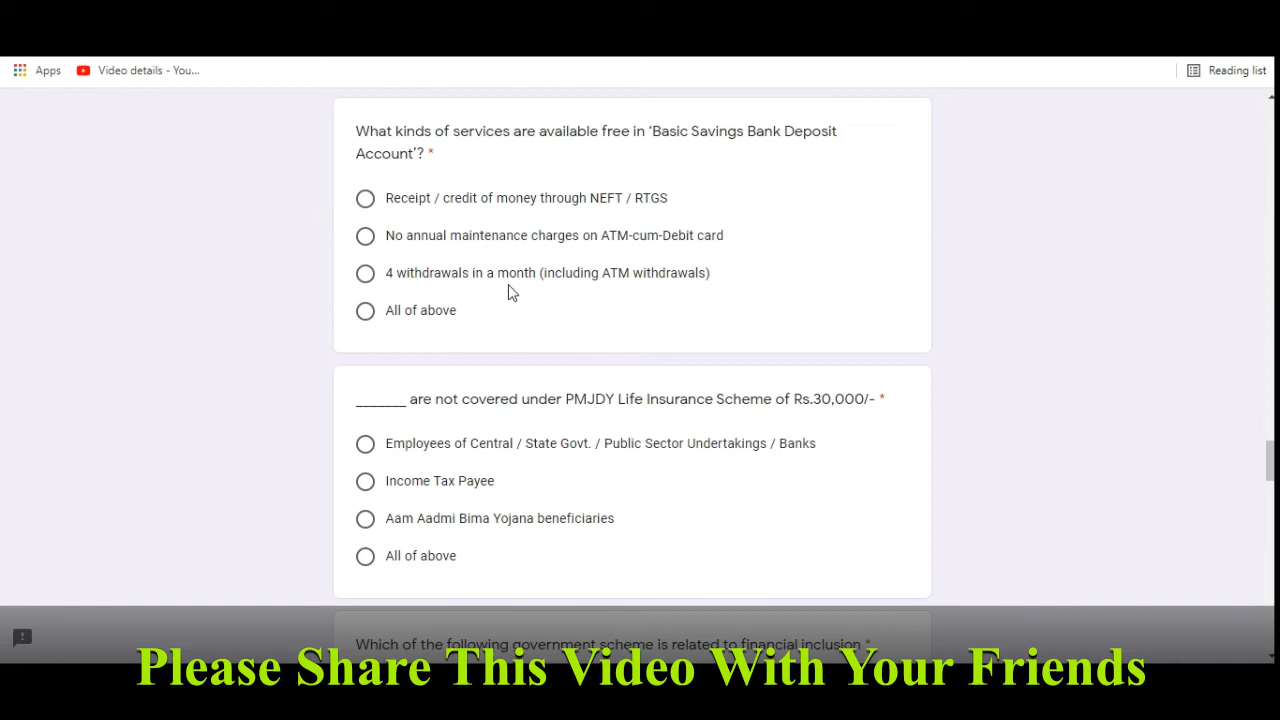 Apps Video details - You... Reading list
What kinds of services are available free in ‘Basic Savings Bank Deposit
Account’? *
Receipt / credit of money through NEFT / RTGS
No annual maintenance charges on ATM-cum-Debit card
4 withdrawals in a month (including ATM withdrawals)
All of above
_______ are not covered under PMJDY Life Insurance Scheme of Rs.30,000/- *
Employees of Central / State Govt. / Public Sector Undertakings / Banks
Income Tax Payee
Aam Aadmi Bima Yojana beneficiaries
All of above
Which of the following government scheme is related to financial inclusion *
Please Share This Video With Your Friends